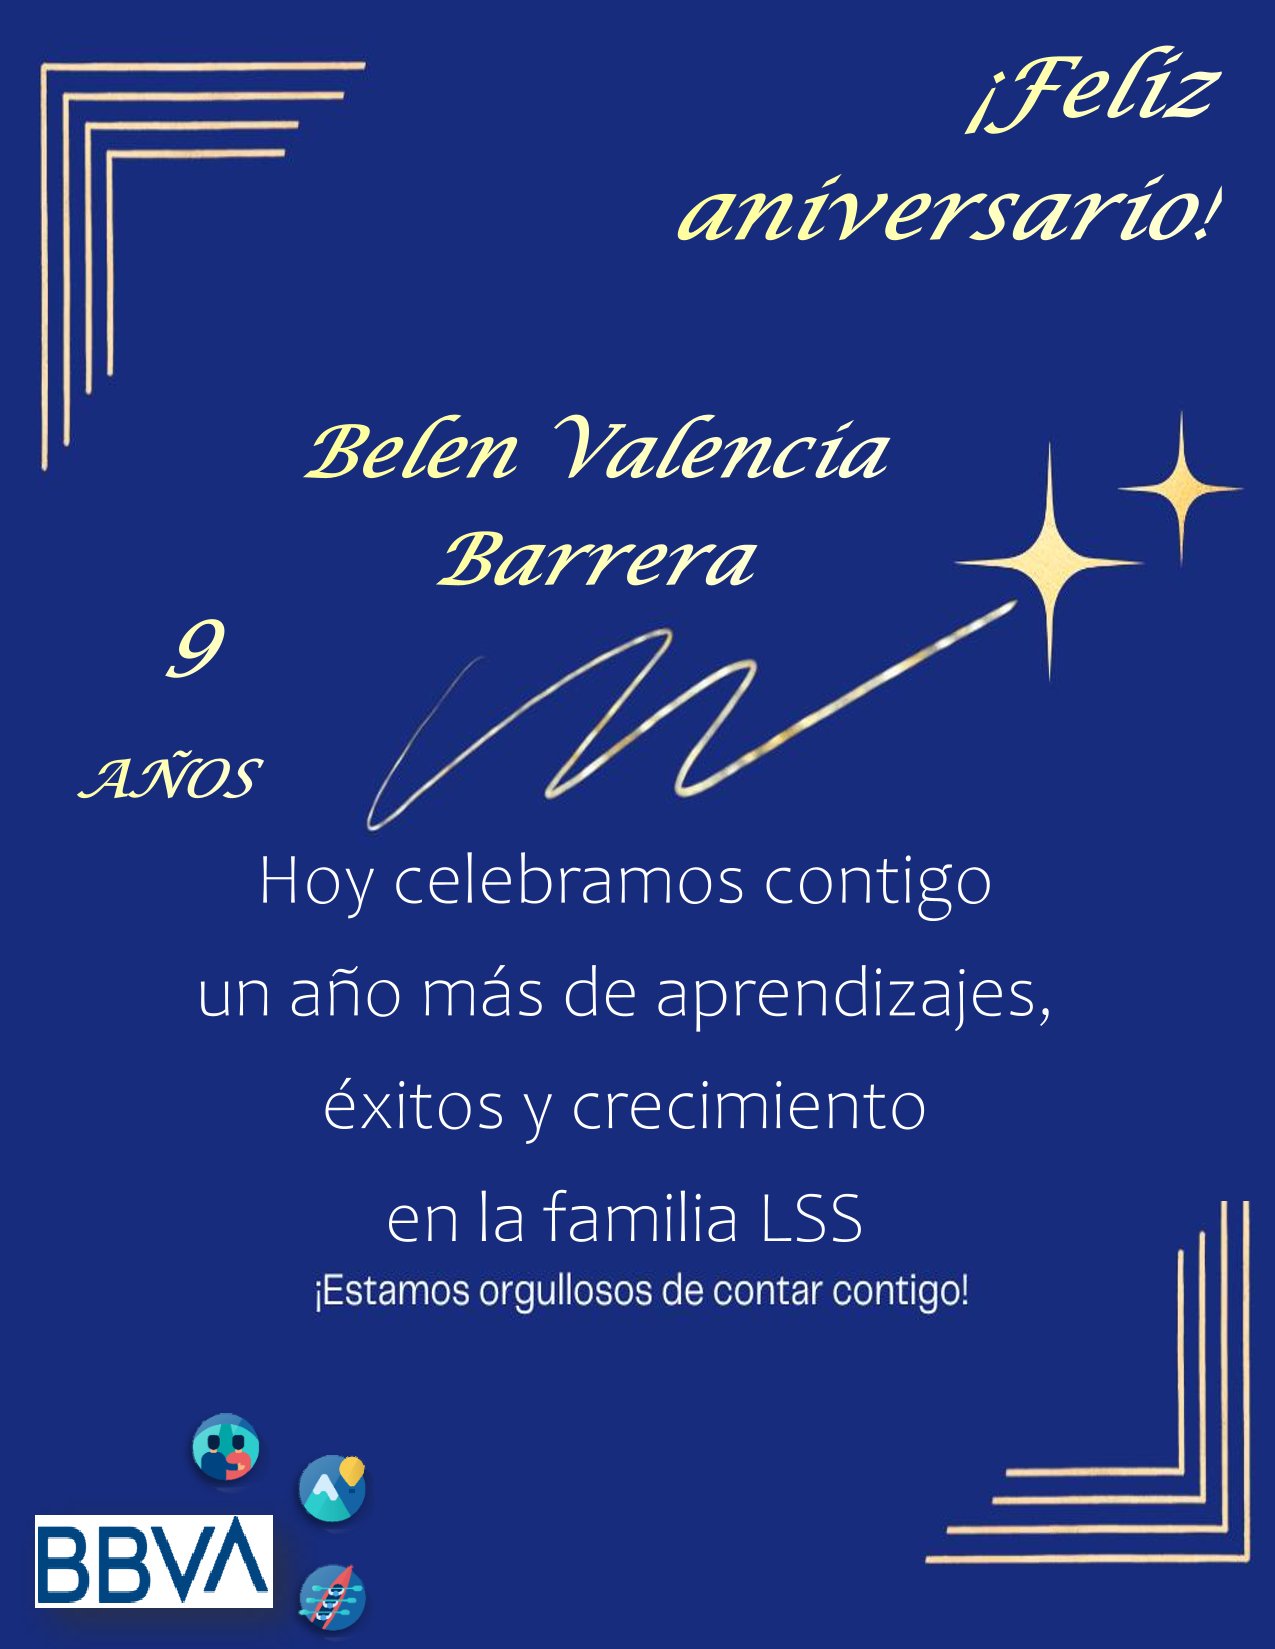 ¡Feliz
aniversario!
Belen Valencia
Barrera
9
AÑOS
Hoy celebramos contigo
un año más de aprendizajes,
éxitos y crecimiento
en la familia LSS
¡Estamos orgullosos de contar contigo!
BBVA